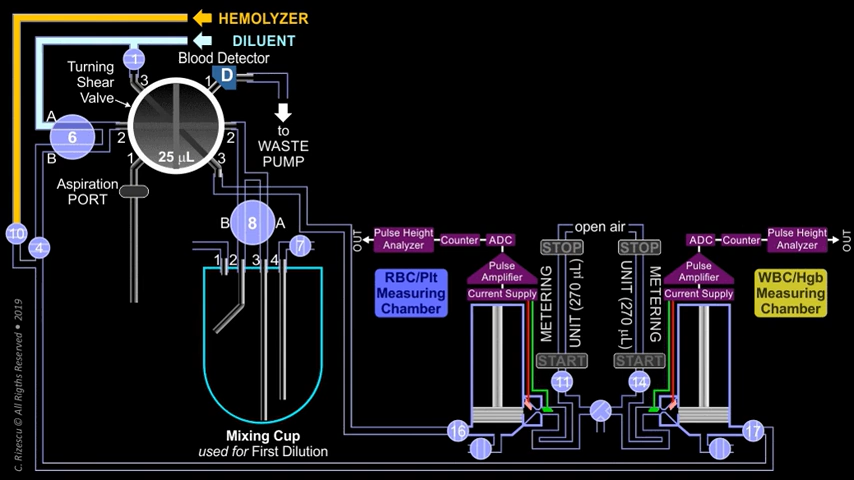 HEMOLYZER
DILUENT
Blood Detector
1
Turning
Shear
Valve
3
1
D
A
6
B
2
2
1
3
25 µL
to
WASTE
PUMP
Aspiration
PORT
10
4
B
8
A
7
1
2
3
4
Mixing Cup
used for First Dilution
OUT
Pulse Height
Analyzer
Counter
ADC
Pulse
Amplifier
Current Supply
RBC/Plt
Measuring
Chamber
open air
STOP
STOP
METERING
UNIT (270 µL)
UNIT (270 µL)
METERING
START
START
11
14
ADC
Counter
Pulse Height
Analyzer
OUT
Pulse
Amplifier
Current Supply
WBC/Hgb
Measuring
Chamber
16
17
C. Rizescu © All Rigths Reserved • 2019